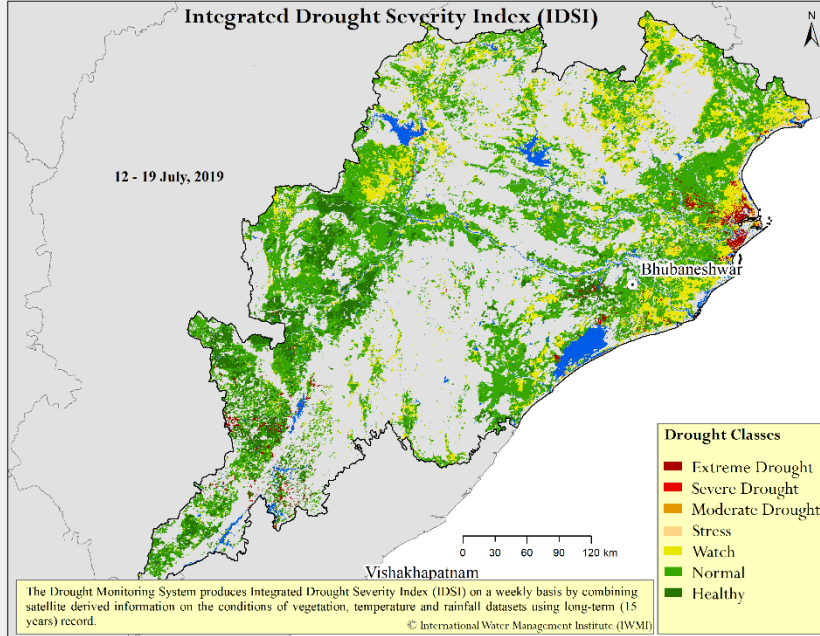 Integrated Drought Severity Index (IDSI)
N
12 - 19 July, 2019
Bhubaneshwar
Drought Classes
Extreme Drought
Severe Drought
Moderate Drought
Stress
Watch
Normal
Healthy
0 30 60 90 120 km
Vishakhapatnam
The Drought Monitoring System produces Integrated Drought Severity Index (IDSI) on a weekly basis by combining
satellite derived information on the conditions of vegetation, temperature and rainfall datasets using long-term (15
years) record.
© International Water Management Institute (IWMI)